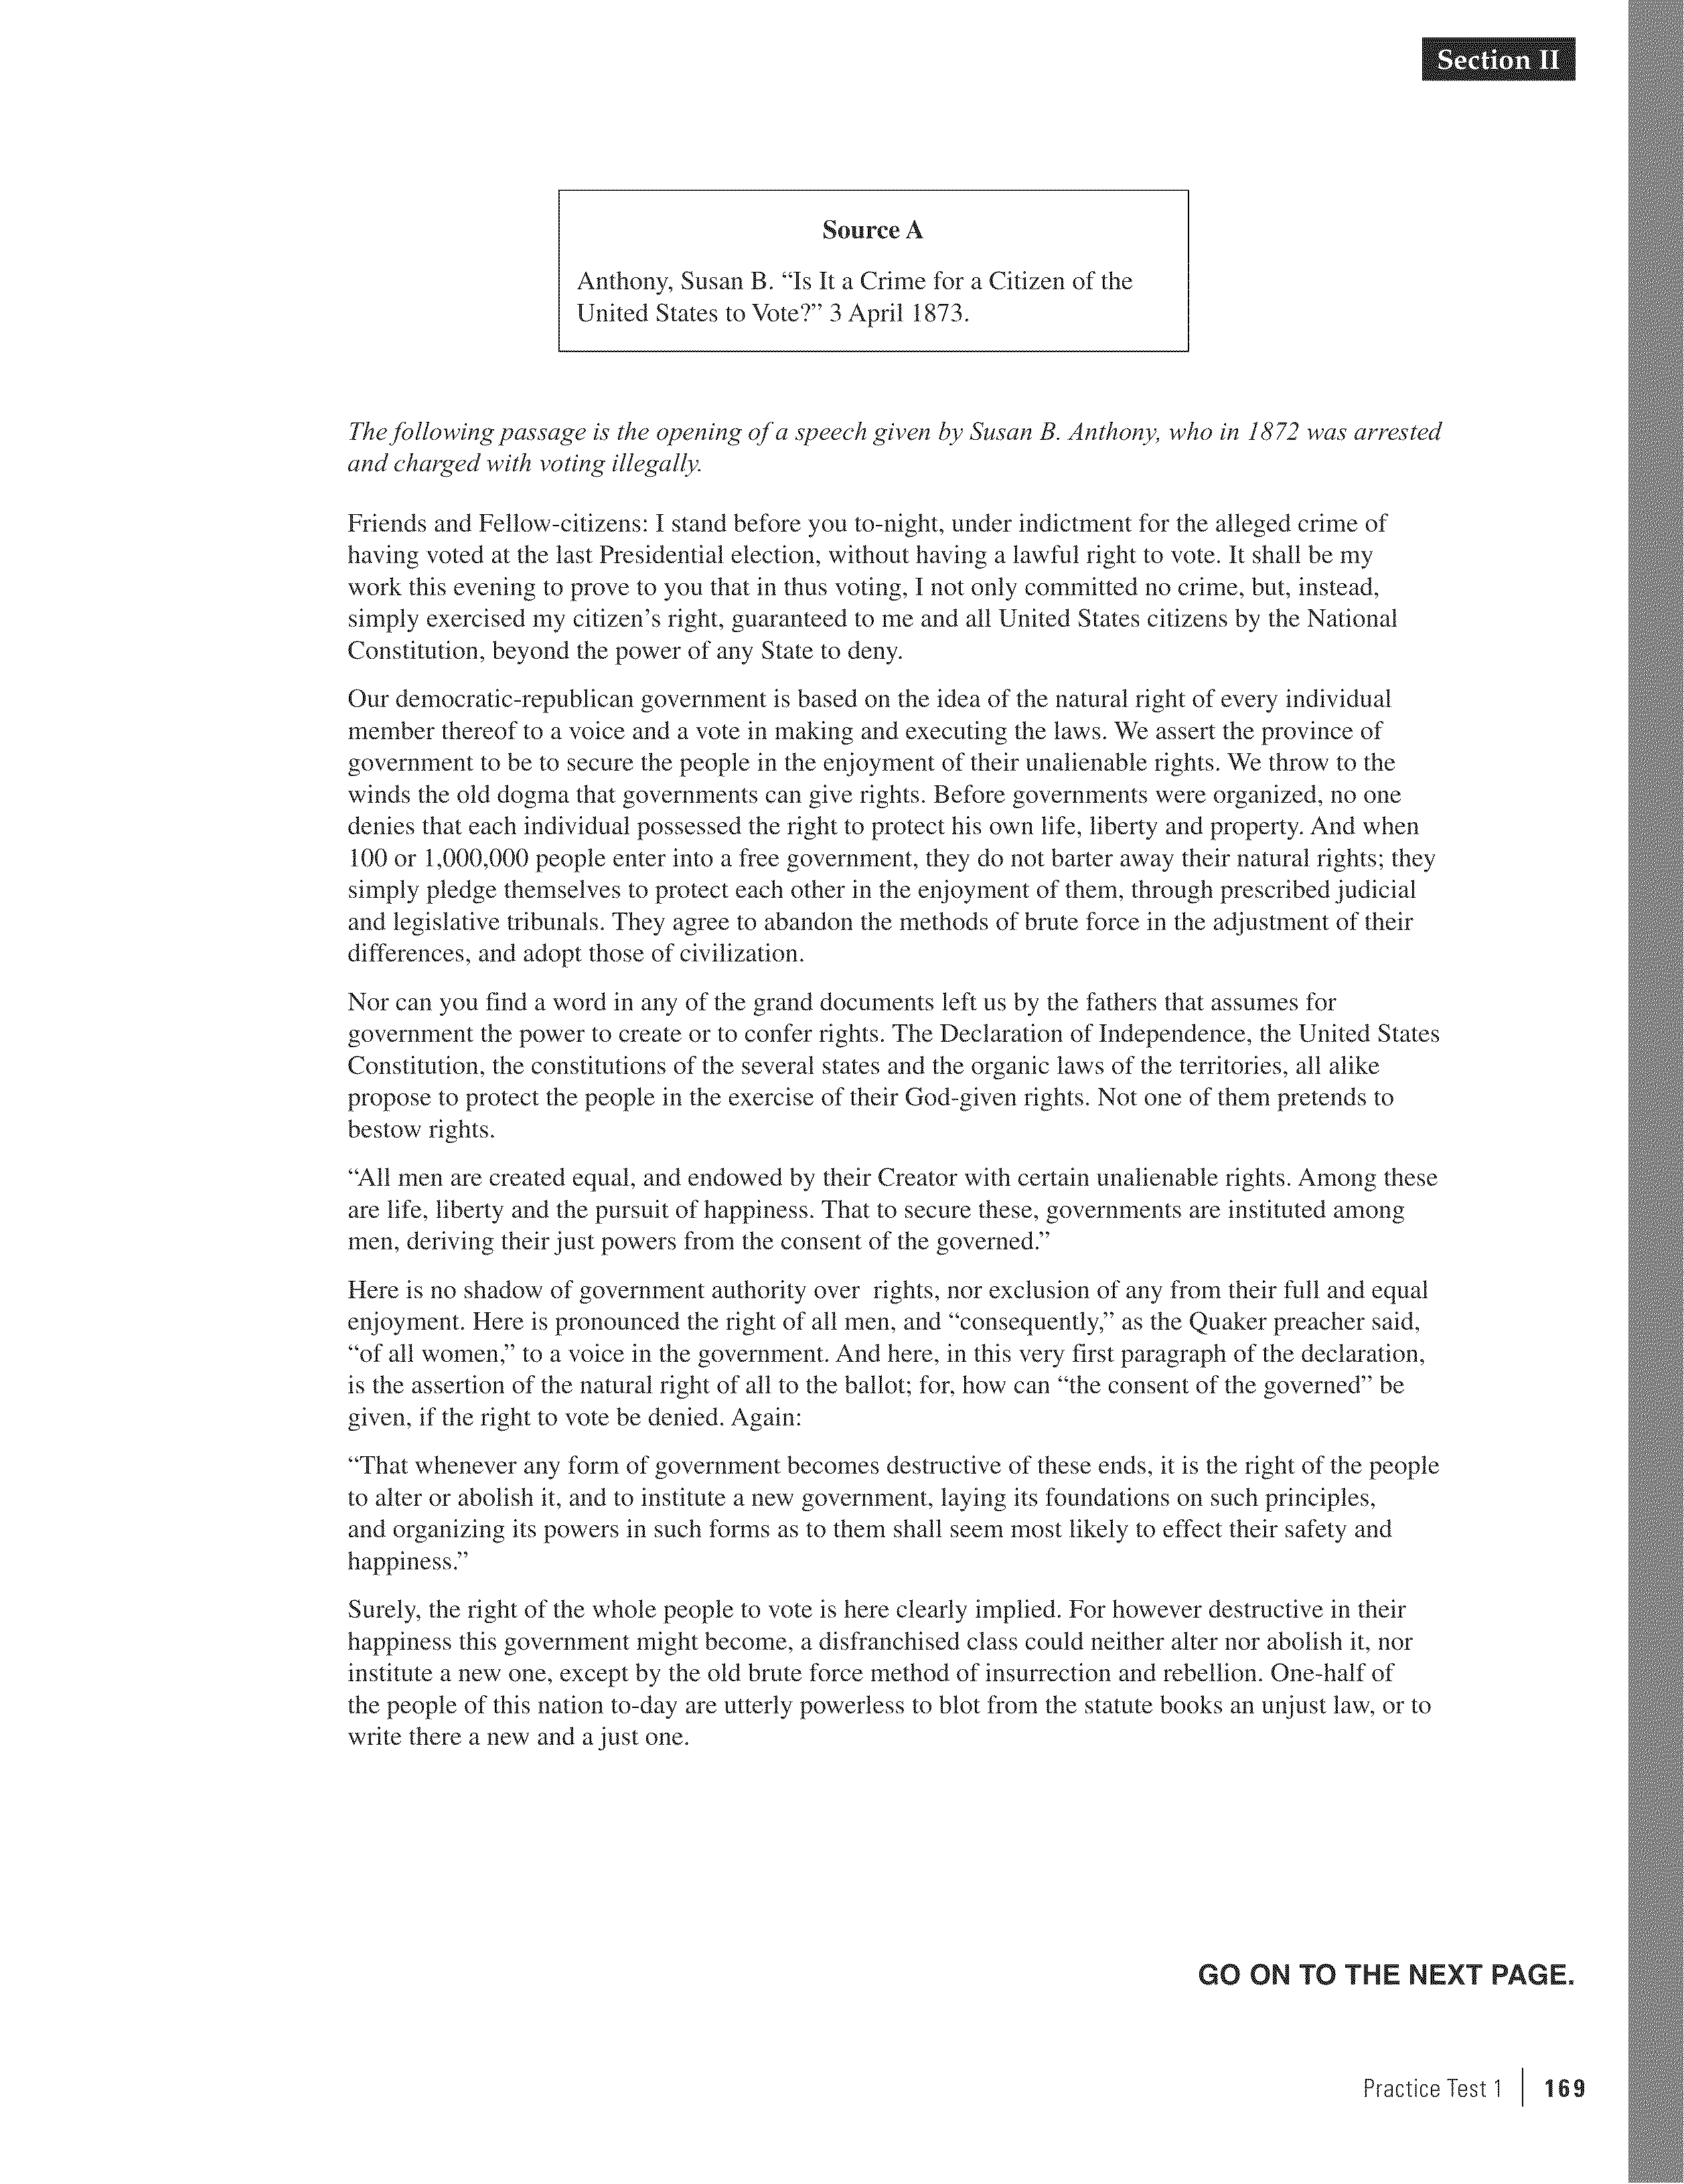 Section II
Source A
Anthony, Susan B. “Is It a Crime for a Citizen of the
United States to Vote?” 3 April 1873.
The following passage is the opening of a speech given by Susan B. Anthony, who in 1872 was arrested
and charged with voting illegally.
Friends and Fellow-citizens: I stand before you to-night, under indictment for the alleged crime of
having voted at the last Presidential election, without having a lawful right to vote. It shall be my
work this evening to prove to you that in thus voting, I not only committed no crime, but, instead,
simply exercised my citizen’s right, guaranteed to me and all United States citizens by the National
Constitution, beyond the power of any State to deny.
Our democratic-republican government is based on the idea of the natural right of every individual
member thereof to a voice and a vote in making and executing the laws. We assert the province of
government to be to secure the people in the enjoyment of their unalienable rights. We throw to the
winds the old dogma that governments can give rights. Before governments were organized, no one
denies that each individual possessed the right to protect his own life, liberty and property. And when
100 or 1,000,000 people enter into a free government, they do not barter away their natural rights; they
simply pledge themselves to protect each other in the enjoyment of them, through prescribed judicial
and legislative tribunals. They agree to abandon the methods of brute force in the adjustment of their
differences, and adopt those of civilization.
Nor can you find a word in any of the grand documents left us by the fathers that assumes for
government the power to create or to confer rights. The Declaration of Independence, the United States
Constitution, the constitutions of the several states and the organic laws of the territories, all alike
propose to protect the people in the exercise of their God-given rights. Not one of them pretends to
bestow rights.
“All men are created equal, and endowed by their Creator with certain unalienable rights. Among these
are life, liberty and the pursuit of happiness. That to secure these, governments are instituted among
men, deriving their just powers from the consent of the governed.”
Here is no shadow of government authority over rights, nor exclusion of any from their full and equal
enjoyment. Here is pronounced the right of all men, and “consequently,” as the Quaker preacher said,
“of all women,” to a voice in the government. And here, in this very first paragraph of the declaration,
is the assertion of the natural right of all to the ballot; for, how can “the consent of the governed” be
given, if the right to vote be denied. Again:
“That whenever any form of government becomes destructive of these ends, it is the right of the people
to alter or abolish it, and to institute a new government, laying its foundations on such principles,
and organizing its powers in such forms as to them shall seem most likely to effect their safety and
happiness.”
Surely, the right of the whole people to vote is here clearly implied. For however destructive in their
happiness this government might become, a disfranchised class could neither alter nor abolish it, nor
institute a new one, except by the old brute force method of insurrection and rebellion. One-half of
the people of this nation to-day are utterly powerless to blot from the statute books an unjust law, or to
write there a new and a just one.
GO ON TO THE NEXT PAGE.
Practice Test 1 | 169